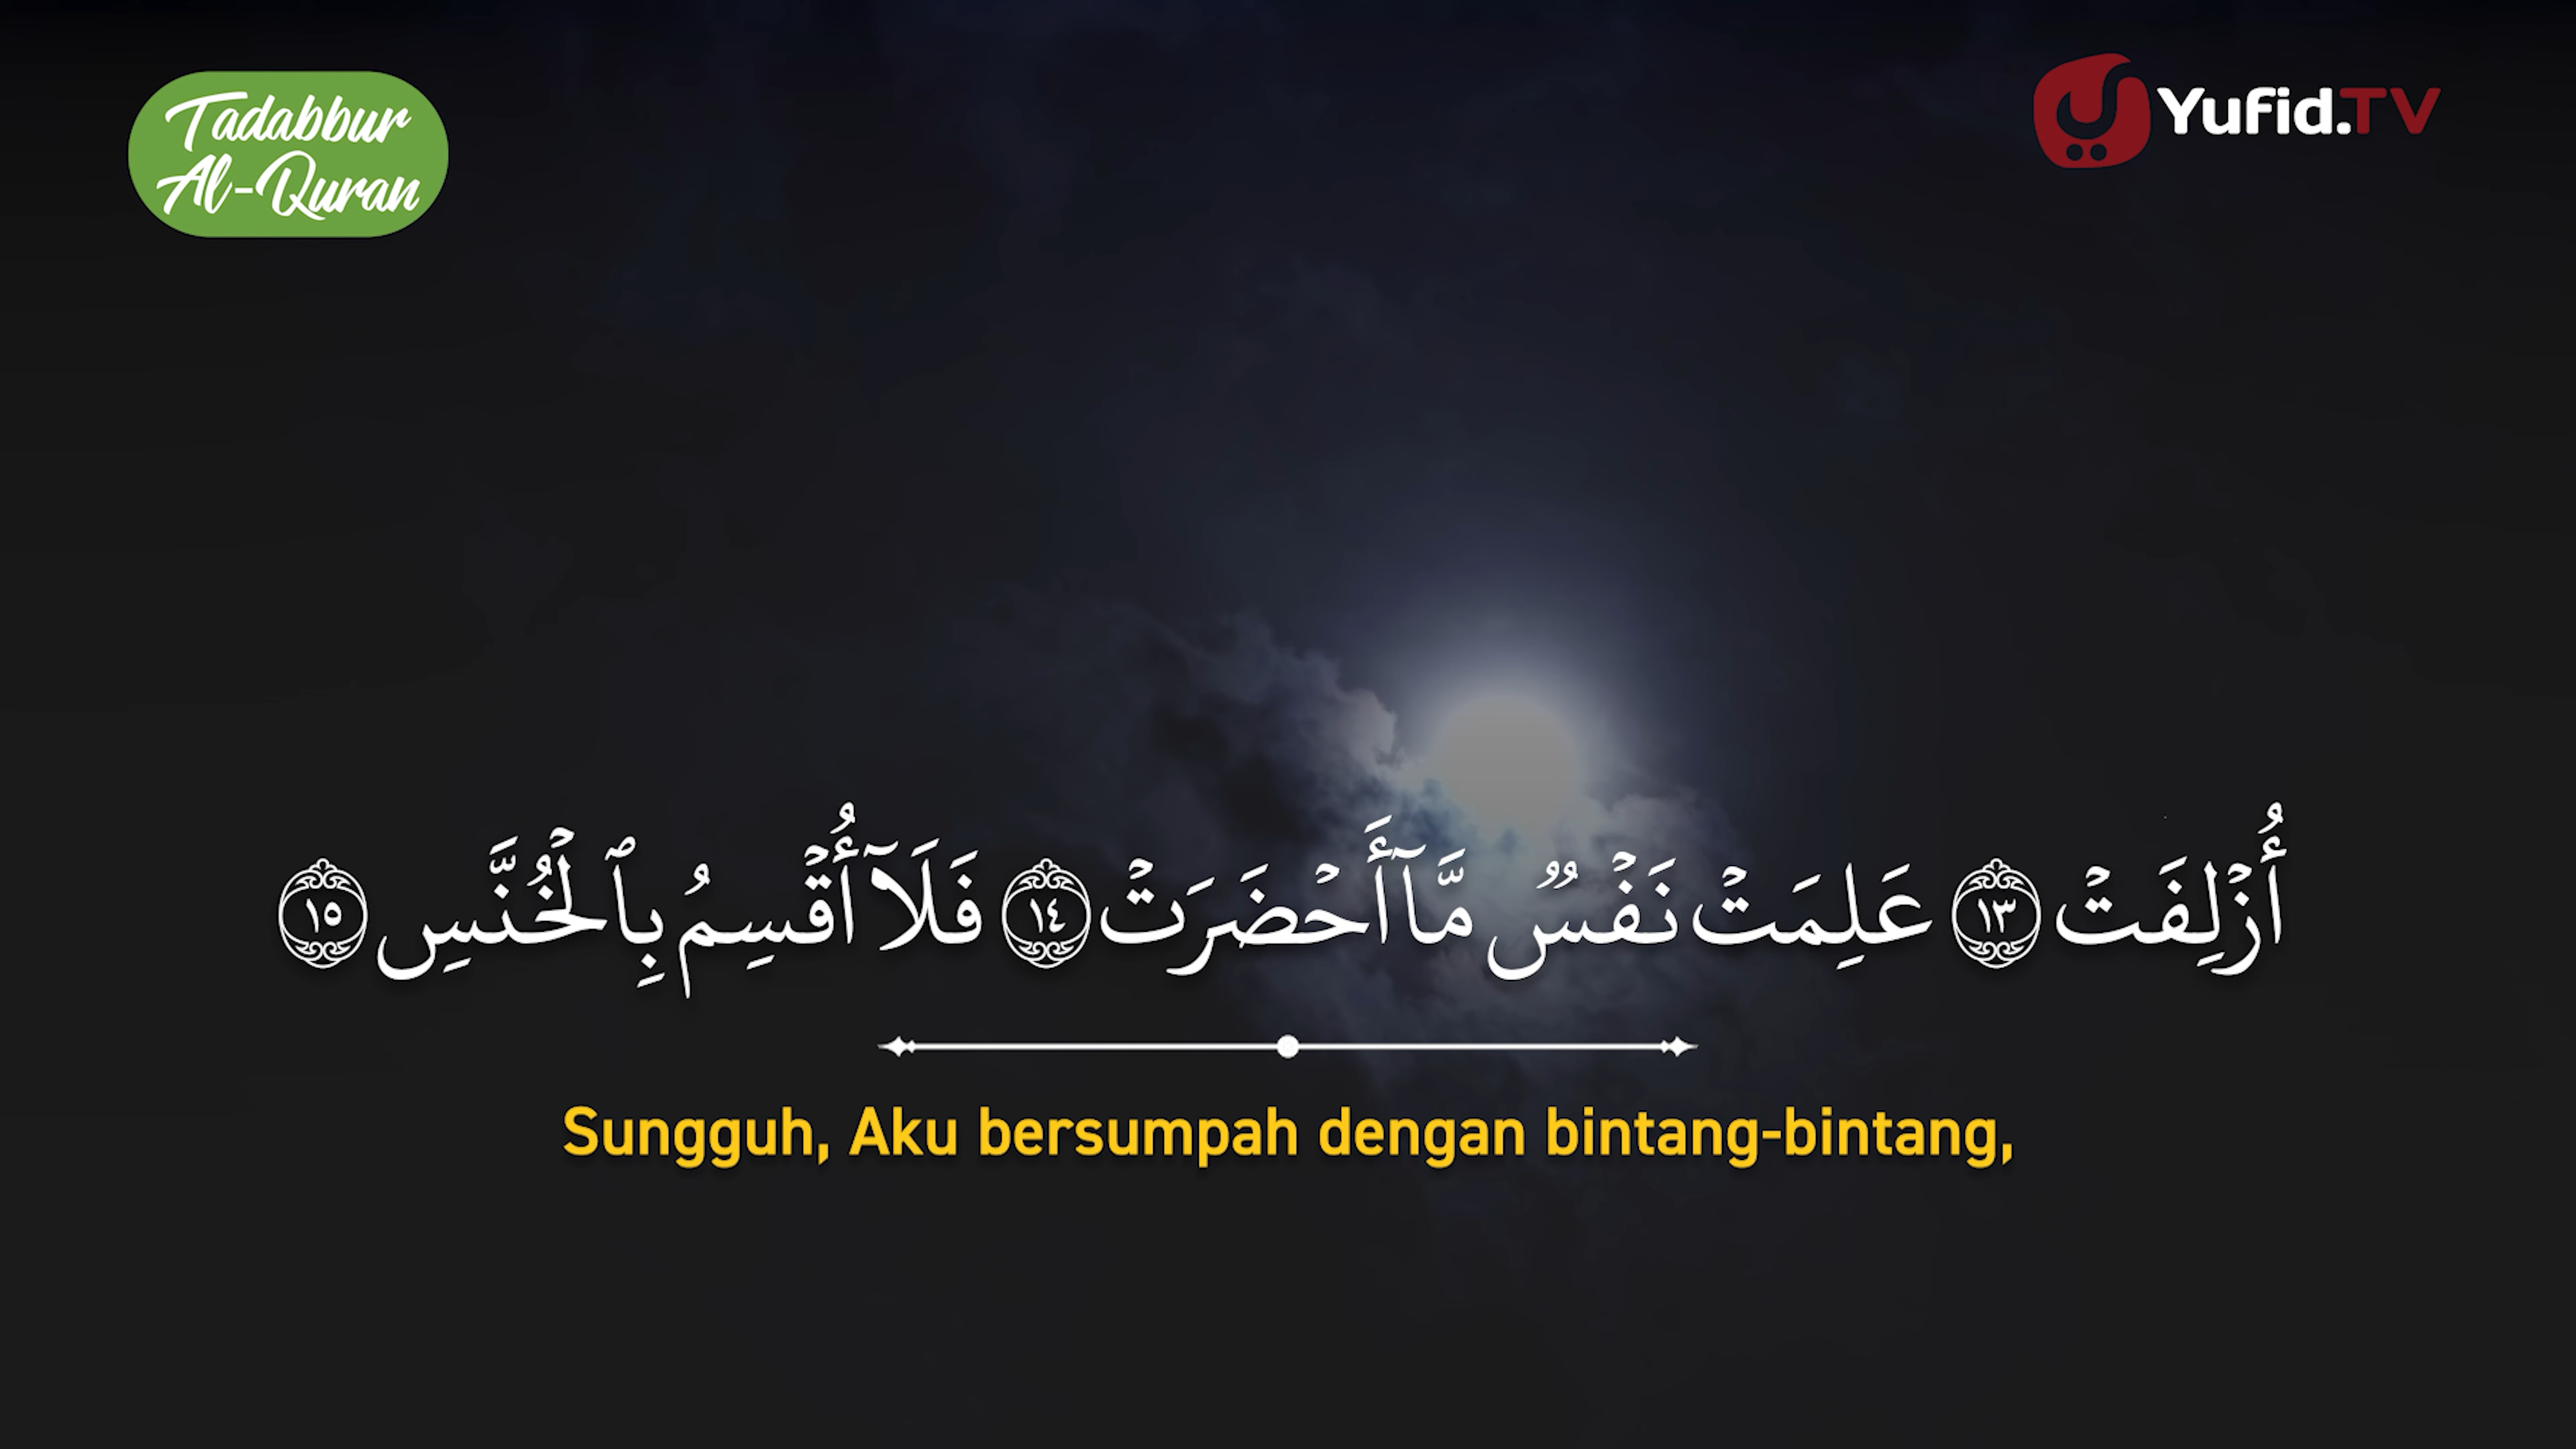 Tadabbur
Al-Quran
Yufid.TV
أُزْلِفَتْ ١٣ عَلِمَتْ نَفْسٌ مَّآ أَحْضَرَتْ ١٤ فَلَآ أُقْسِمُ بِٱلْخُنَّسِ ١٥
Sungguh, Aku bersumpah dengan bintang-bintang,